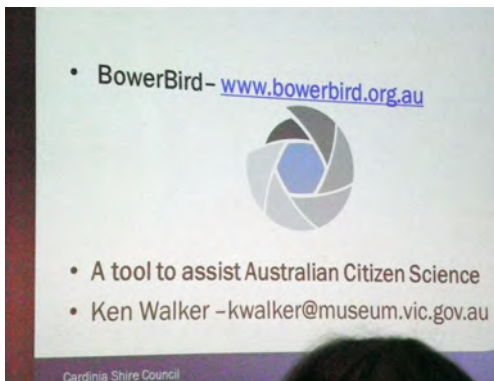 • BowerBird – www.bowerbird.org.au
• A tool to assist Australian Citizen Science
• Ken Walker –kwalker@museum.vic.gov.au
Cardinia Shire Council